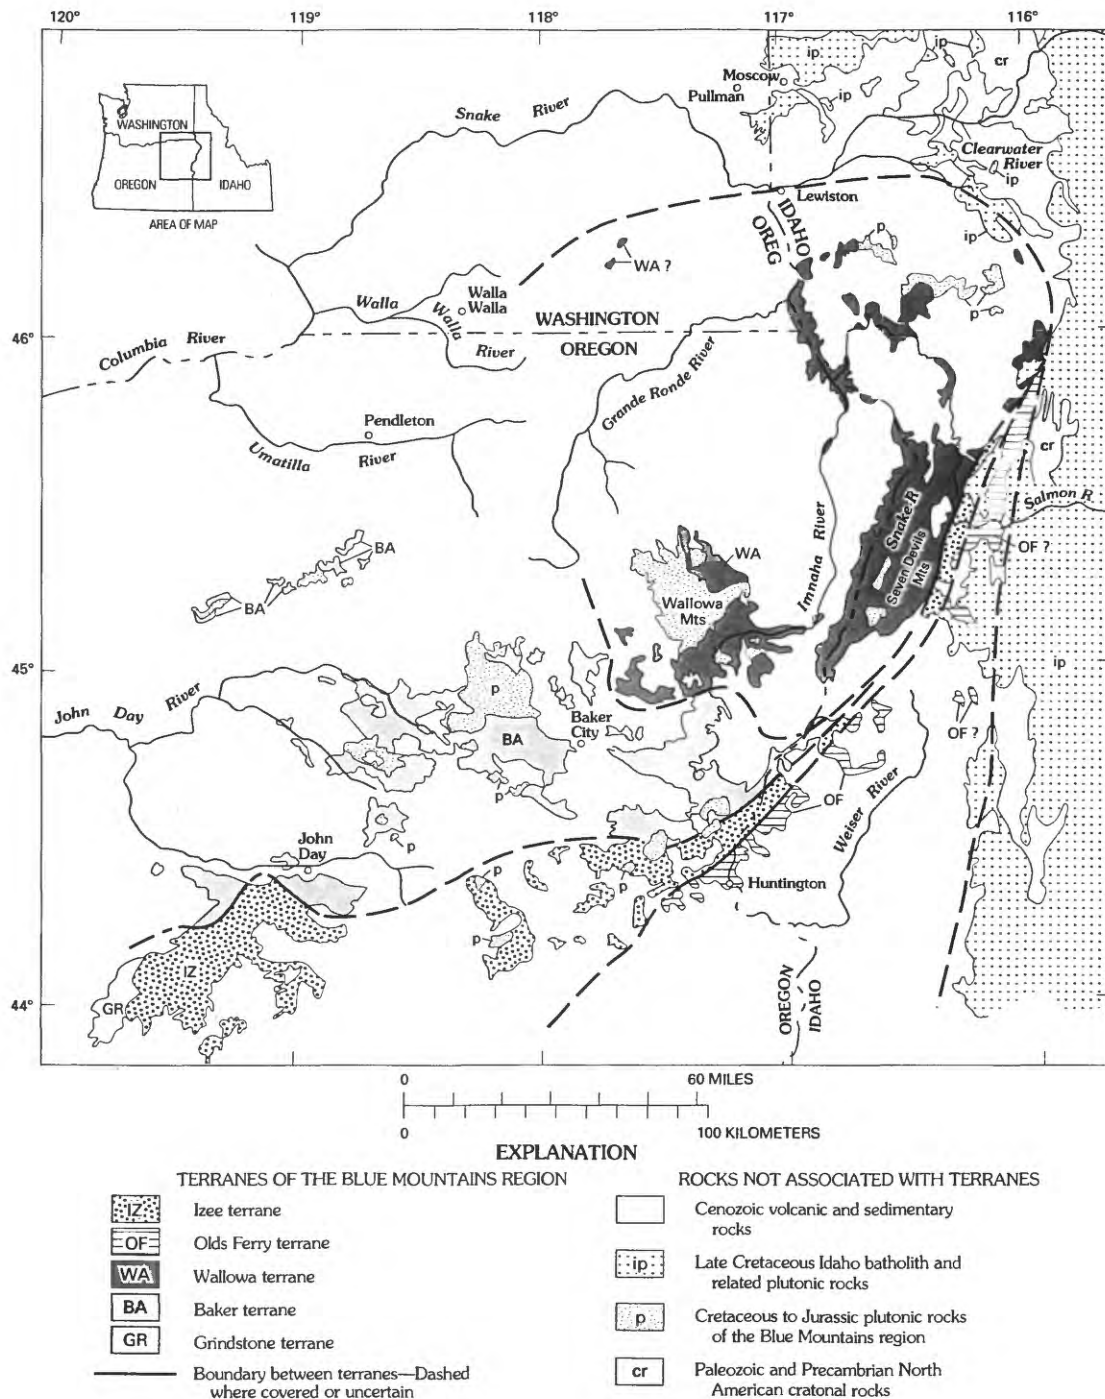 120°
119°
118°
117°
116°
WASHINGTON
OREGON
IDAHO
AREA OF MAP
Snake River
Moscow
Pullman
ip
ip
cr
ip
Clearwater
River
ip
Lewiston
IDAHO
OREG
ip
p
WA ?
p
Walla
Walla
Walla
Walla
River
WASHINGTON
OREGON
46°
Columbia River
Grande Ronde River
Pendleton
Umatilla River
cr
Salmon R
OF ?
BA
BA
WA
Wallowa
Mts
Imnaha River
Snake R
Seven Devils
Mts
45°
ip
John Day River
p
Baker
City
BA
p
OF ?
OF
Weiser River
p
John
Day
p
p
Huntington
p
IZ
44°
GR
OREGON
IDAHO
0 60 MILES
0 100 KILOMETERS
EXPLANATION
TERRANES OF THE BLUE MOUNTAINS REGION
IZ Izee terrane
OF Olds Ferry terrane
WA Wallowa terrane
BA Baker terrane
GR Grindstone terrane
Boundary between terranes—Dashed
where covered or uncertain
ROCKS NOT ASSOCIATED WITH TERRANES
Cenozoic volcanic and sedimentary
rocks
ip Late Cretaceous Idaho batholith and
related plutonic rocks
p Cretaceous to Jurassic plutonic rocks
of the Blue Mountains region
cr Paleozoic and Precambrian North
American cratonal rocks